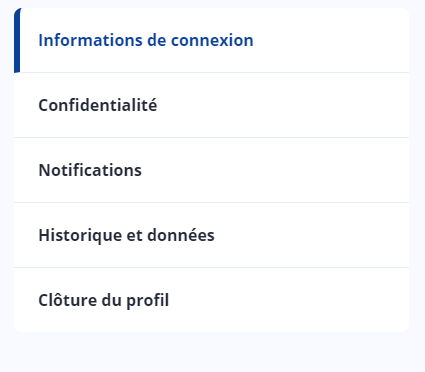 Informations de connexion
Confidentialité
Notifications
Historique et données
Clôture du profil